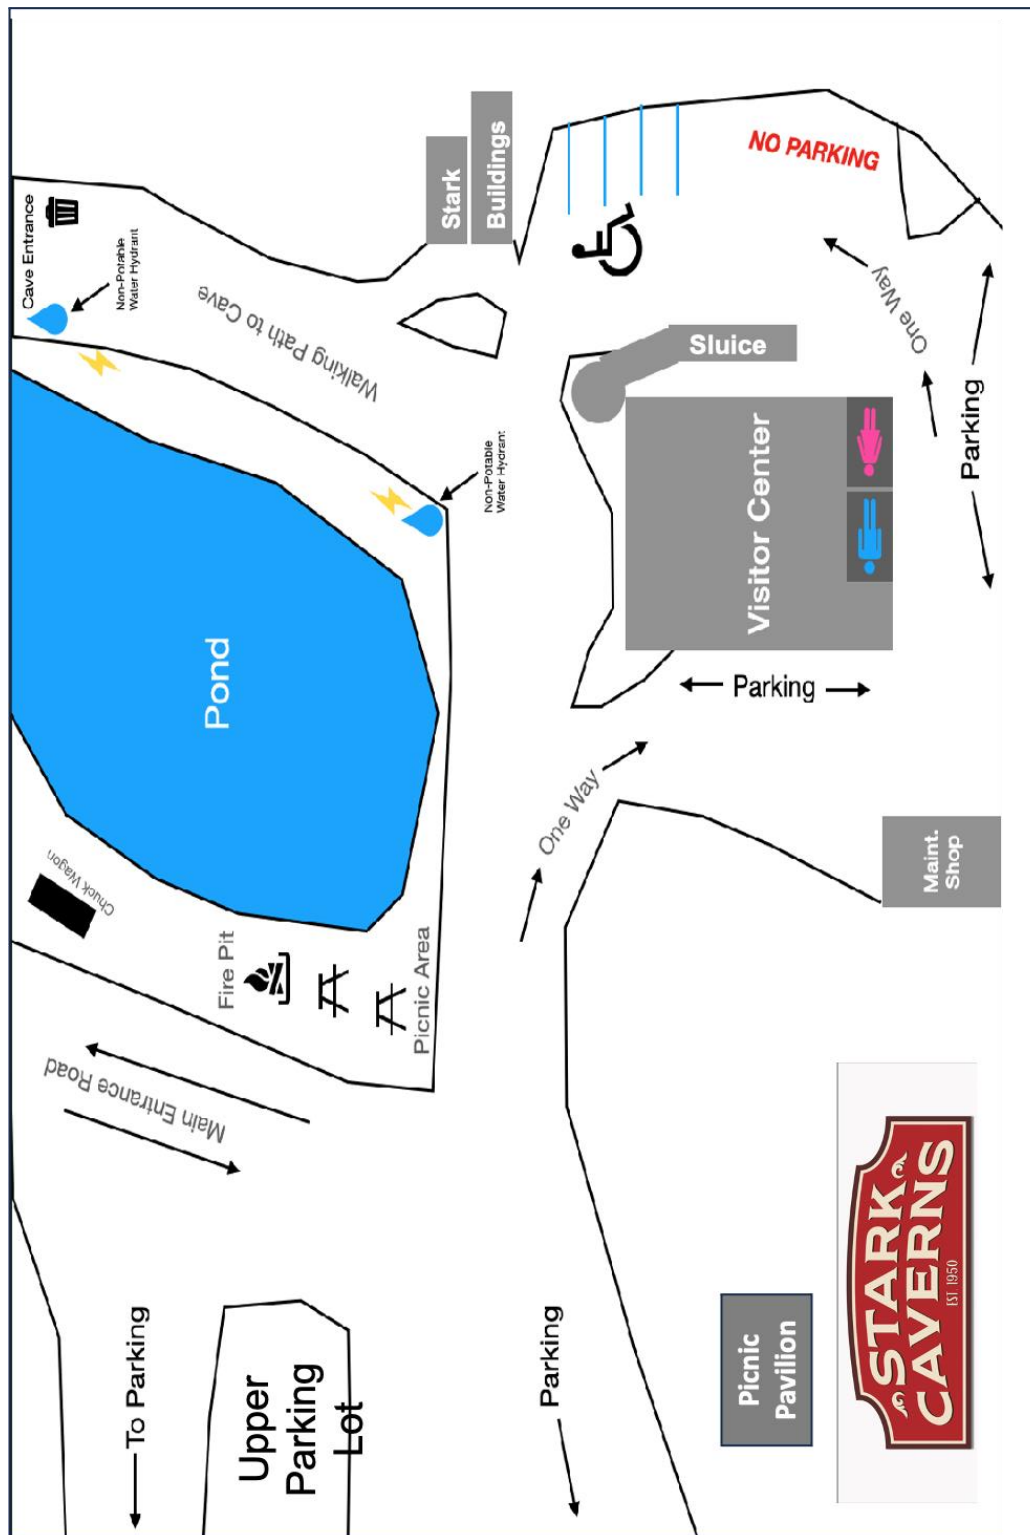 Cave Entrance
Non-Potable
Water Hydrant
Walking Path to Cave
Stark
Buildings
NO PARKING
One Way
Parking
Sluice
Visitor Center
Non-Potable
Water Hydrant
Pond
Parking
One Way
Maint.
Shop
Chuck Wagon
Fire Pit
Picnic Area
Main Entrance Road
To Parking
Upper
Parking
Lot
Parking
Picnic
Pavilion
STARK
CAVERNS
EST 1950